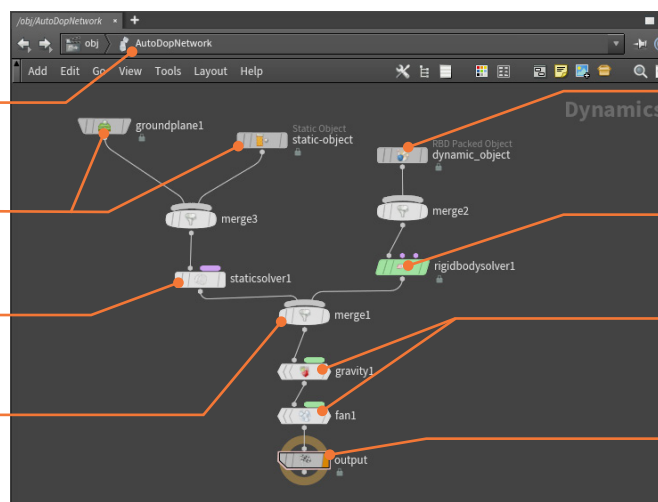 /obj/AutoDopNetwork × +
obj AutoDopNetwork
Add Edit Go View Tools Layout Help
Dynamics
groundplane1
Static Object
static-object
RBD Packed Object
dynamic_object
merge3
merge2
staticsolver1
rigidbodysolver1
merge1
gravity1
fan1
output